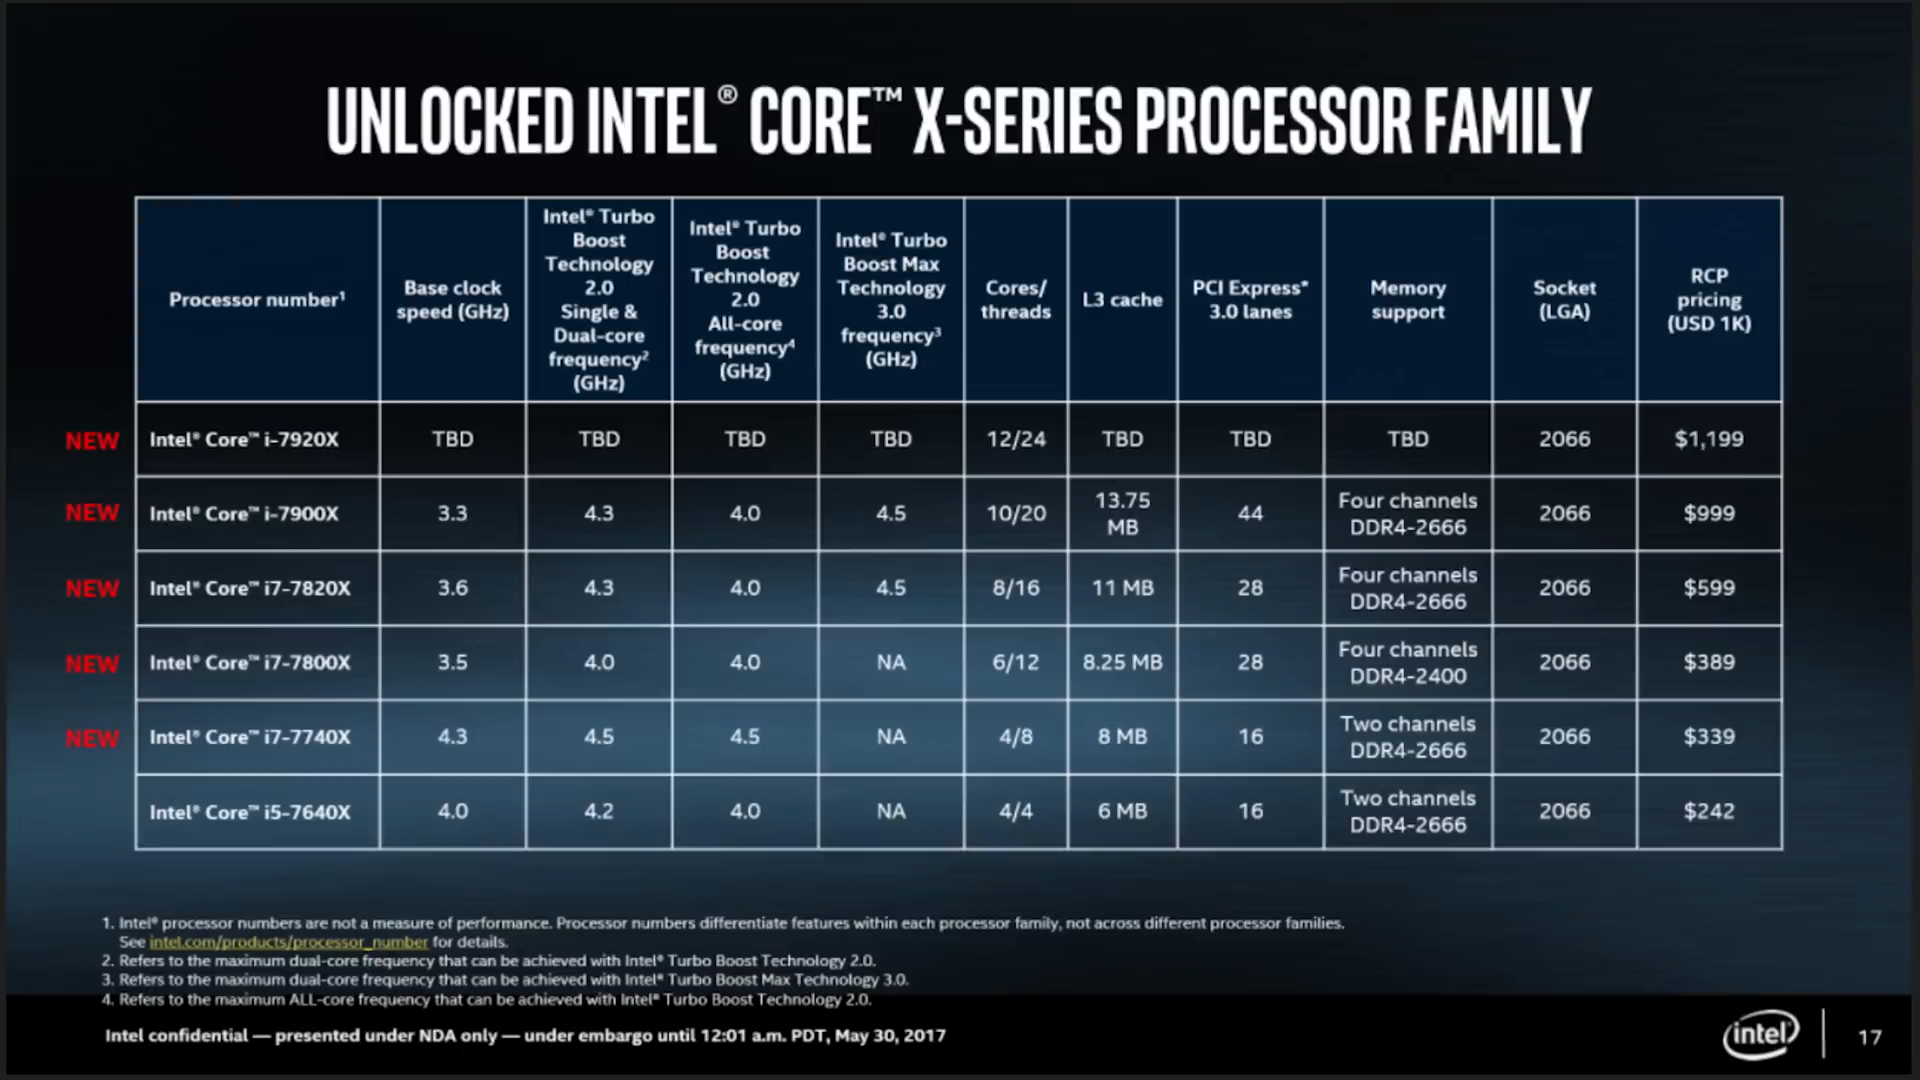 UNLOCKED INTEL® CORE™ X-SERIES PROCESSOR FAMILY
Processor number¹
Base clock
speed (GHz)
Intel® Turbo
Boost
Technology
2.0
Single &
Dual-core
frequency²
(GHz)
Intel® Turbo
Boost
Technology
2.0
All-core
frequency⁴
(GHz)
Intel® Turbo
Boost Max
Technology
3.0
frequency³
(GHz)
Cores/
threads
L3 cache
PCI Express*
3.0 lanes
Memory
support
Socket
(LGA)
RCP
pricing
(USD 1K)
NEW Intel® Core™ i-7920X TBD TBD TBD TBD 12/24 TBD TBD TBD 2066 $1,199
NEW Intel® Core™ i-7900X 3.3 4.3 4.0 4.5 10/20 13.75
MB 44 Four channels
DDR4-2666 2066 $999
NEW Intel® Core™ i7-7820X 3.6 4.3 4.0 4.5 8/16 11 MB 28 Four channels
DDR4-2666 2066 $599
NEW Intel® Core™ i7-7800X 3.5 4.0 4.0 NA 6/12 8.25 MB 28 Four channels
DDR4-2400 2066 $389
NEW Intel® Core™ i7-7740X 4.3 4.5 4.5 NA 4/8 8 MB 16 Two channels
DDR4-2666 2066 $339
Intel® Core™ i5-7640X 4.0 4.2 4.0 NA 4/4 6 MB 16 Two channels
DDR4-2666 2066 $242
1. Intel® processor numbers are not a measure of performance. Processor numbers differentiate features within each processor family, not across different processor families.
See intel.com/products/processor_number for details.
2. Refers to the maximum dual-core frequency that can be achieved with Intel® Turbo Boost Technology 2.0.
3. Refers to the maximum dual-core frequency that can be achieved with Intel® Turbo Boost Max Technology 3.0.
4. Refers to the maximum ALL-core frequency that can be achieved with Intel® Turbo Boost Technology 2.0.
Intel confidential — presented under NDA only — under embargo until 12:01 a.m. PDT, May 30, 2017
intel
17